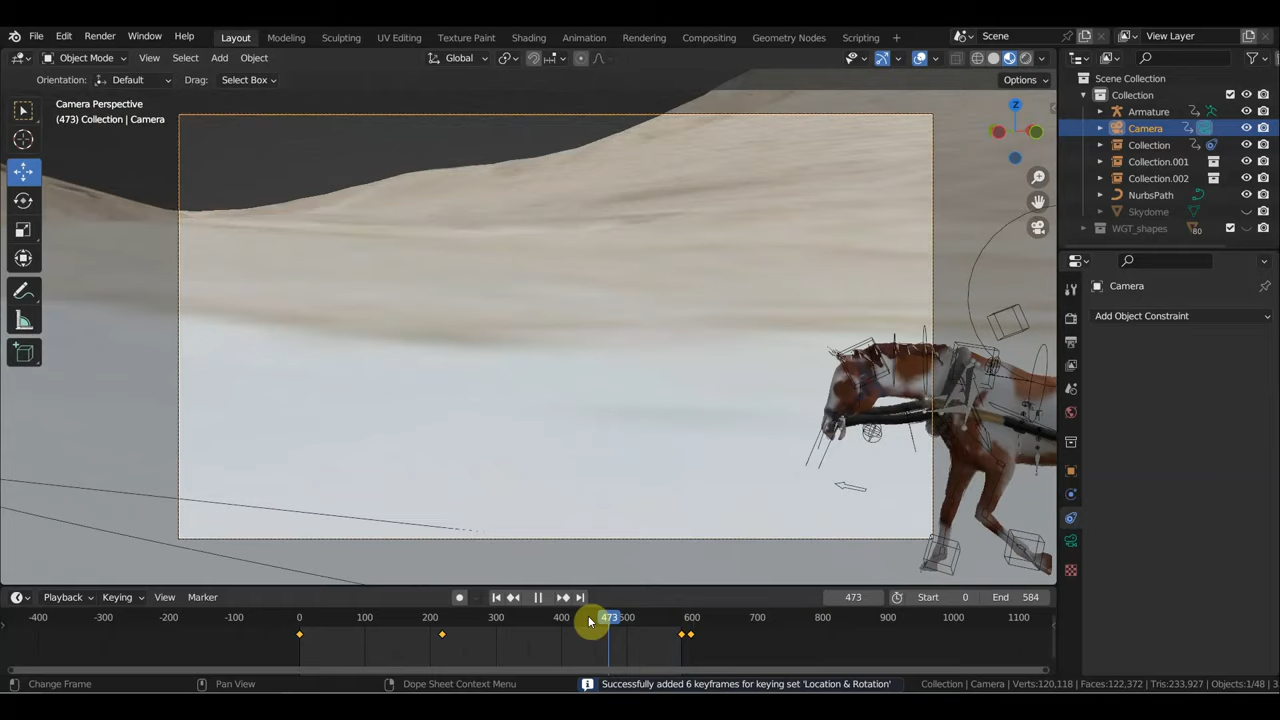 File Edit Render Window Help Layout Modeling Sculpting UV Editing Texture Paint Shading Animation Rendering Compositing Geometry Nodes Scripting + Scene View Layer
Object Mode View Select Add Object Global
Orientation: Default Drag: Select Box Options
Camera Perspective
(473) Collection | Camera
Z
Scene Collection
Collection
Armature
Camera
Collection
Collection.001
Collection.002
NurbsPath
Skydome
WGT_shapes 80
Camera
Add Object Constraint
Playback Keying View Marker 473 Start 0 End 584
-400 -300 -200 -100 0 100 200 300 400 473 500 600 700 800 900 1000 1100
Change Frame Pan View Dope Sheet Context Menu Successfully added 6 keyframes for keying set 'Location & Rotation' Collection | Camera | Verts:120,118 | Faces:122,372 | Tris:233,927 | Objects:1/48 | 3